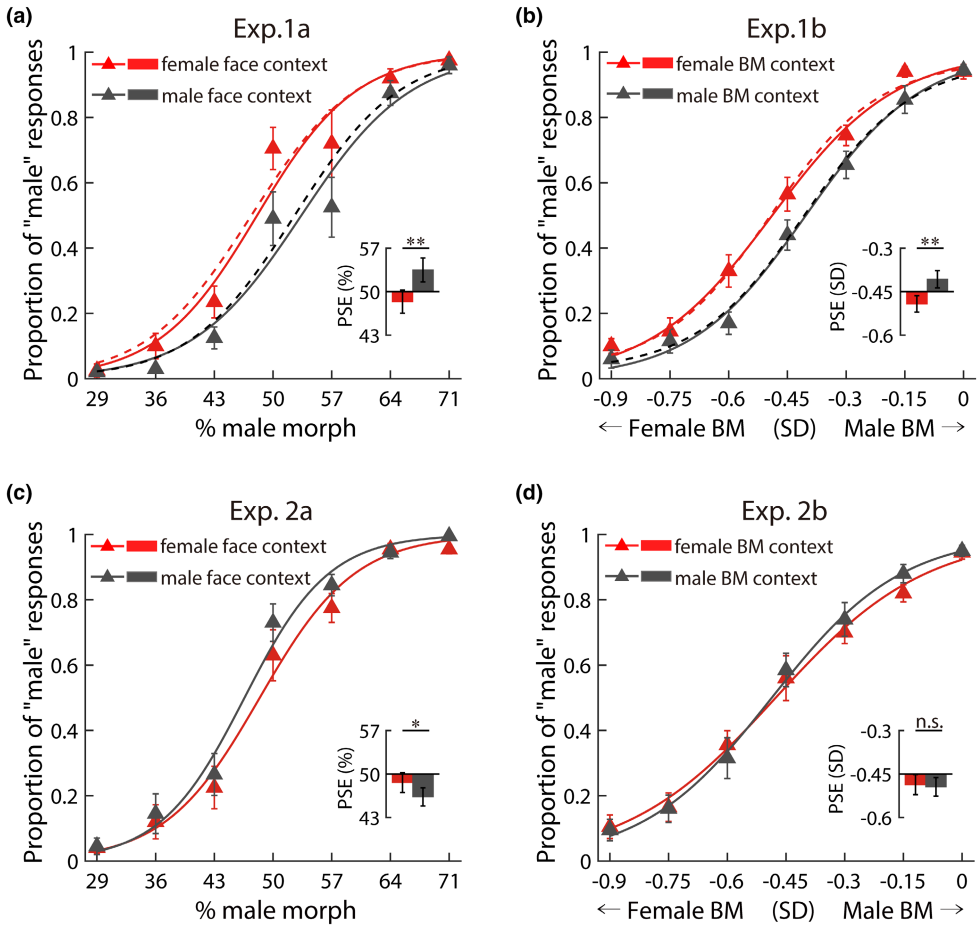 (a)
Exp.1a
female face context
male face context
Proportion of "male" responses
1
0.8
0.6
0.4
0.2
0
29 36 43 50 57 64 71
% male morph
**
57
50
43
PSE (%)
(b)
Exp.1b
female BM context
male BM context
Proportion of "male" responses
1
0.8
0.6
0.4
0.2
0
-0.9 -0.75 -0.6 -0.45 -0.3 -0.15 0
← Female BM (SD) Male BM →
**
-0.3
-0.45
-0.6
PSE (SD)
(c)
Exp. 2a
female face context
male face context
Proportion of "male" responses
1
0.8
0.6
0.4
0.2
0
29 36 43 50 57 64 71
% male morph
*
57
50
43
PSE (%)
(d)
Exp. 2b
female BM context
male BM context
Proportion of "male" responses
1
0.8
0.6
0.4
0.2
0
-0.9 -0.75 -0.6 -0.45 -0.3 -0.15 0
← Female BM (SD) Male BM →
n.s.
-0.3
-0.45
-0.6
PSE (SD)